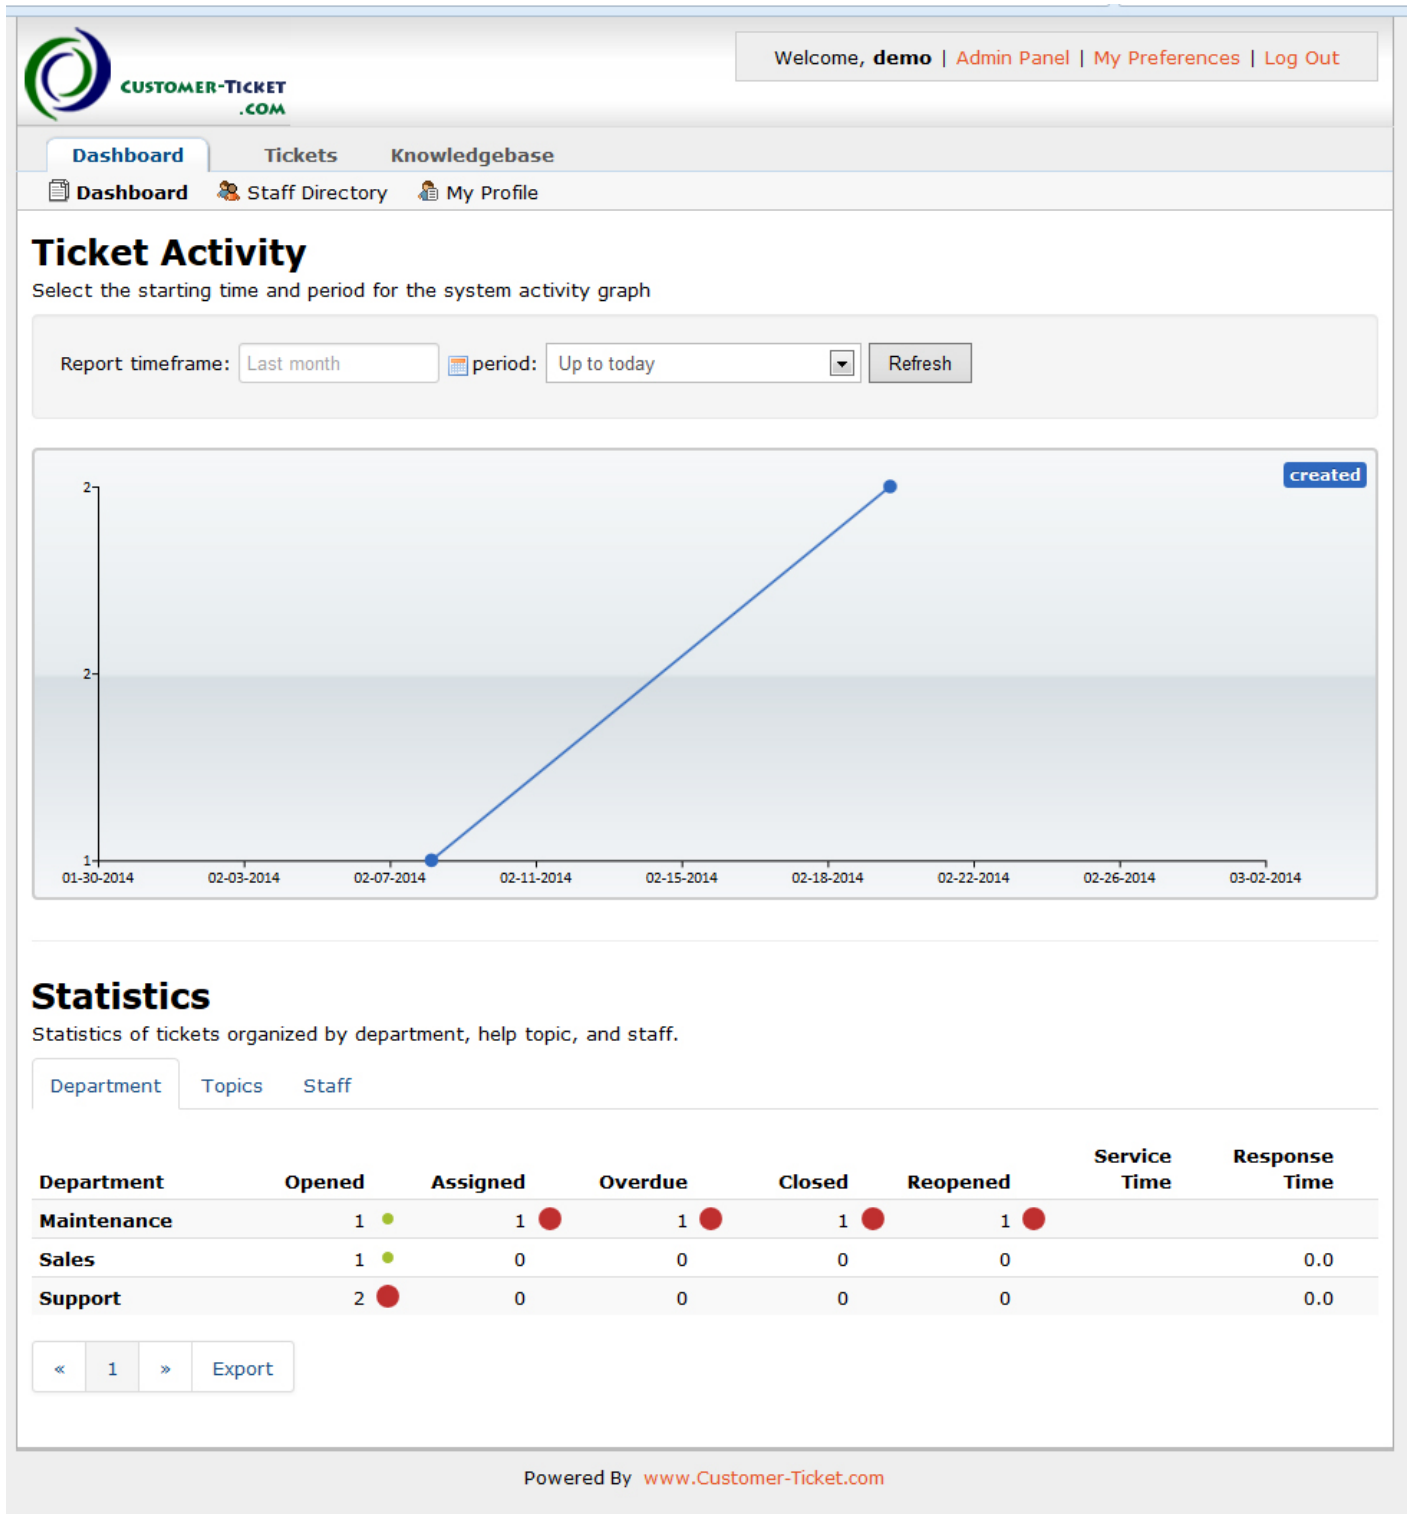 CUSTOMER-TICKET
.COM
Welcome, demo | Admin Panel | My Preferences | Log Out
Dashboard Tickets Knowledgebase
Dashboard Staff Directory My Profile
Ticket Activity
Select the starting time and period for the system activity graph
Report timeframe: Last month period: Up to today Refresh
created
2
2
1
01-30-2014 02-03-2014 02-07-2014 02-11-2014 02-15-2014 02-18-2014 02-22-2014 02-26-2014 03-02-2014
Statistics
Statistics of tickets organized by department, help topic, and staff.
Department Topics Staff
Department Opened Assigned Overdue Closed Reopened Service Time Response Time
Maintenance 1 1 1 1 1
Sales 1 0 0 0 0 0.0
Support 2 0 0 0 0 0.0
« 1 » Export
Powered By www.Customer-Ticket.com